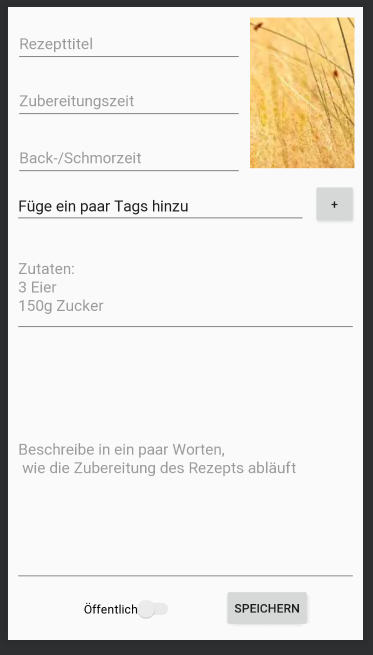 Rezepttitel
Zubereitungszeit
Back-/Schmorzeit
Füge ein paar Tags hinzu
+
Zutaten:
3 Eier
150g Zucker
Beschreibe in ein paar Worten,
wie die Zubereitung des Rezepts abläuft
Öffentlich
SPEICHERN